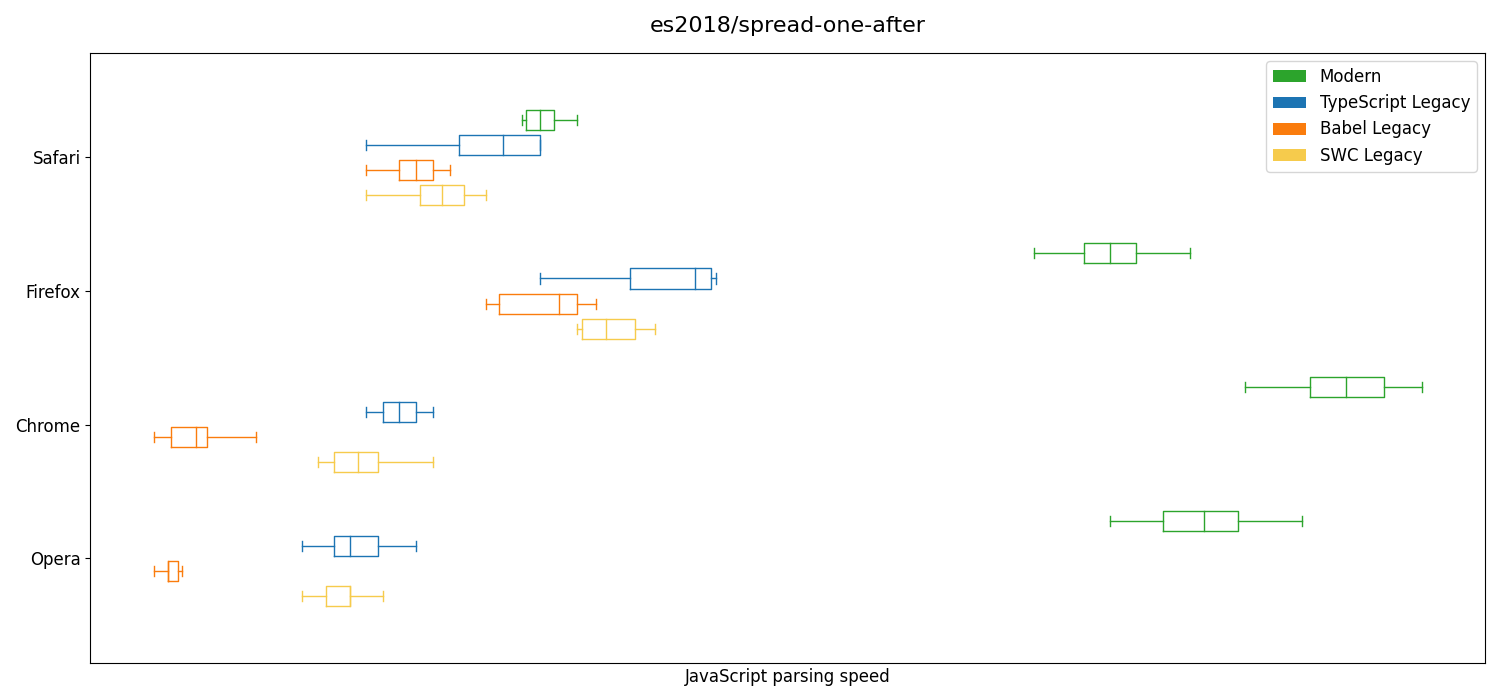 es2018/spread-one-after
Modern
TypeScript Legacy
Babel Legacy
SWC Legacy
Safari
Firefox
Chrome
Opera
JavaScript parsing speed